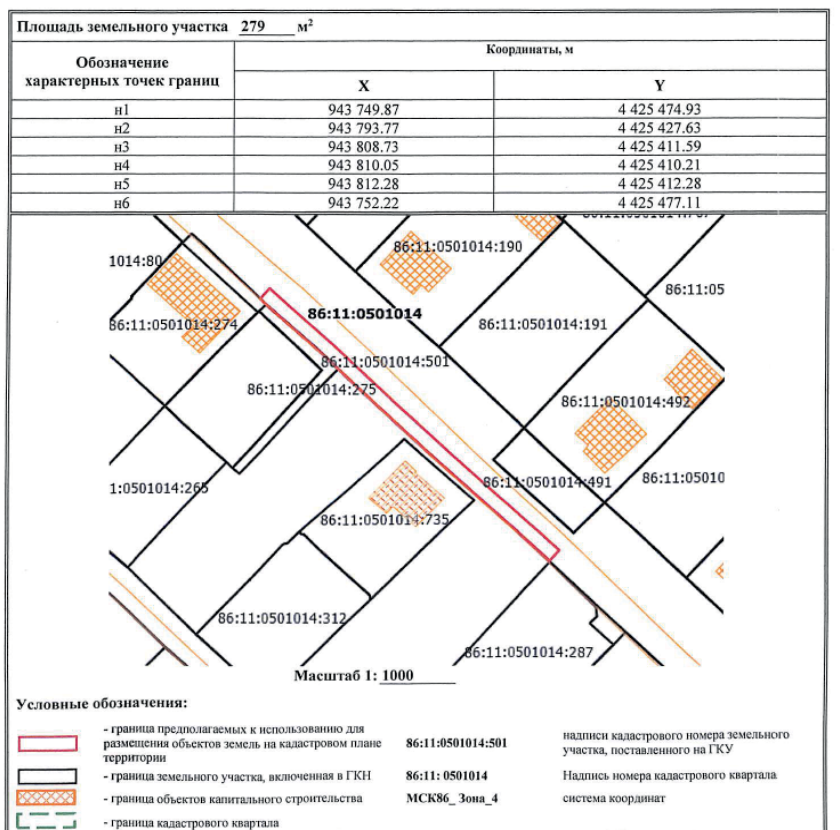 Площадь земельного участка 279 м²
Обозначение характерных точек границ
Координаты, м
X Y
н1 943 749.87 4 425 474.93
н2 943 793.77 4 425 427.63
н3 943 808.73 4 425 411.59
н4 943 810.05 4 425 410.21
н5 943 812.28 4 425 412.28
н6 943 752.22 4 425 477.11
86:11:0501014:190
1014:80
86:11:05
86:11:0501014
86:11:0501014:274
86:11:0501014:191
86:11:0501014:501
86:11:0501014:275
86:11:0501014:492
86:11:0501014:491
86:11:05010
1:0501014:265
86:11:0501014:735
86:11:0501014:312
86:11:0501014:287
Масштаб 1: 1000
Условные обозначения:
- граница предполагаемых к использованию для
размещения объектов земель на кадастровом плане
территории
86:11:0501014:501
надписи кадастрового номера земельного
участка, поставленного на ГКУ
- граница земельного участка, включенная в ГКН
86:11: 0501014
Надпись номера кадастрового квартала
- граница объектов капитального строительства
МСК86_ Зона_4
система координат
- граница кадастрового квартала